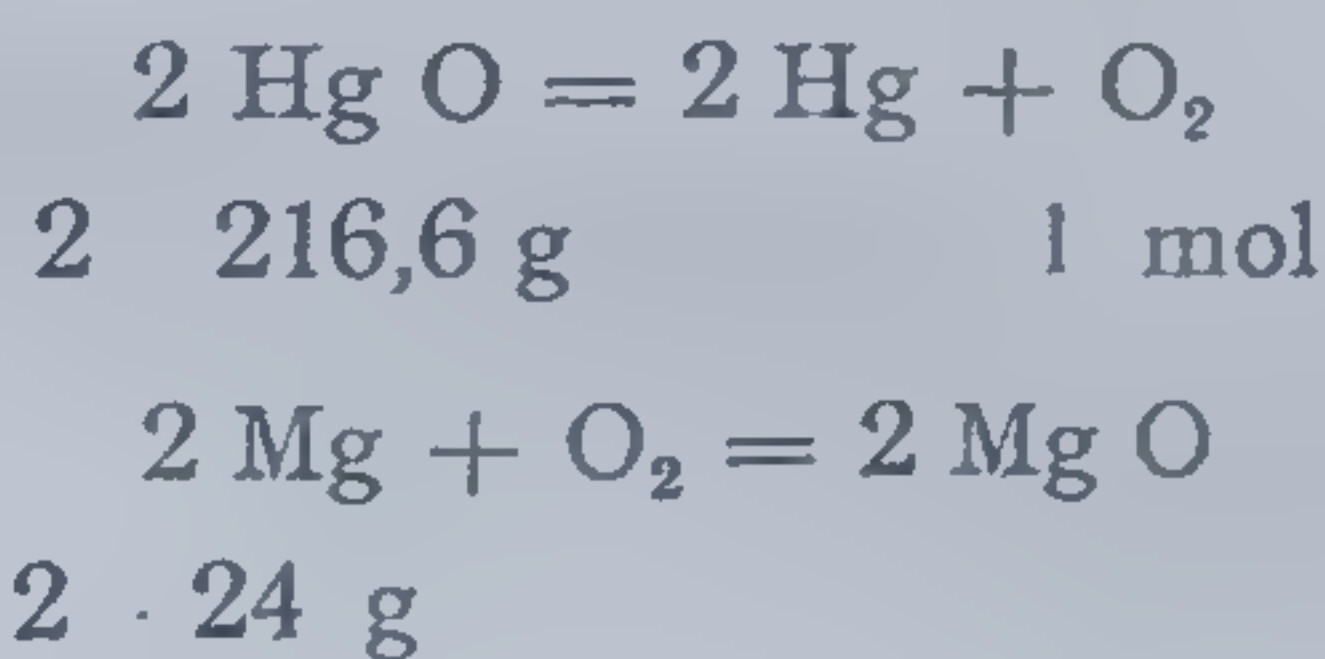 2 Hg O = 2 Hg + O₂
2 216,6 g 1 mol
2 Mg + O₂ = 2 Mg O
2 . 24 g